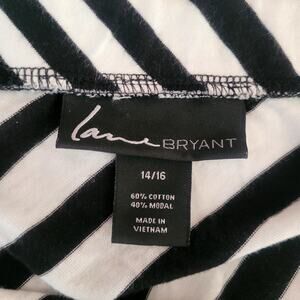 Lane BRYANT
14/16
60% COTTON
40% MODAL
MADE IN
VIETNAM